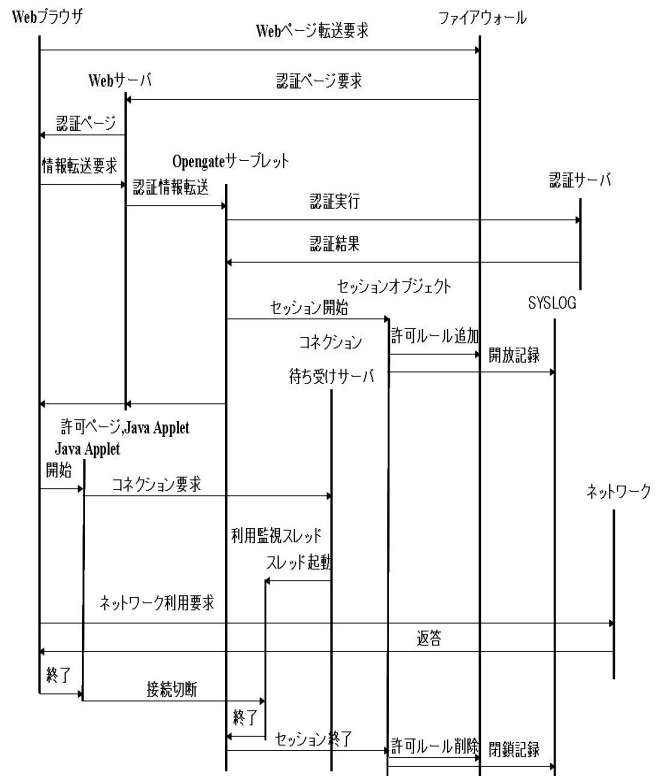 Webブラウザ
ファイアウォール
Webページ転送要求
Webサーバ
認証ページ要求
認証ページ
情報転送要求
Opengateサーブレット
認証情報転送
認証サーバ
認証実行
認証結果
セッションオブジェクト
SYSLOG
セッション開始
コネクション
許可ルール追加
開放記録
待ち受けサーバ
許可ページ,Java Applet
Java Applet
開始
コネクション要求
ネットワーク
利用監視スレッド
スレッド起動
ネットワーク利用要求
返答
終了
接続切断
終了
セッション終了
許可ルール削除
閉鎖記録